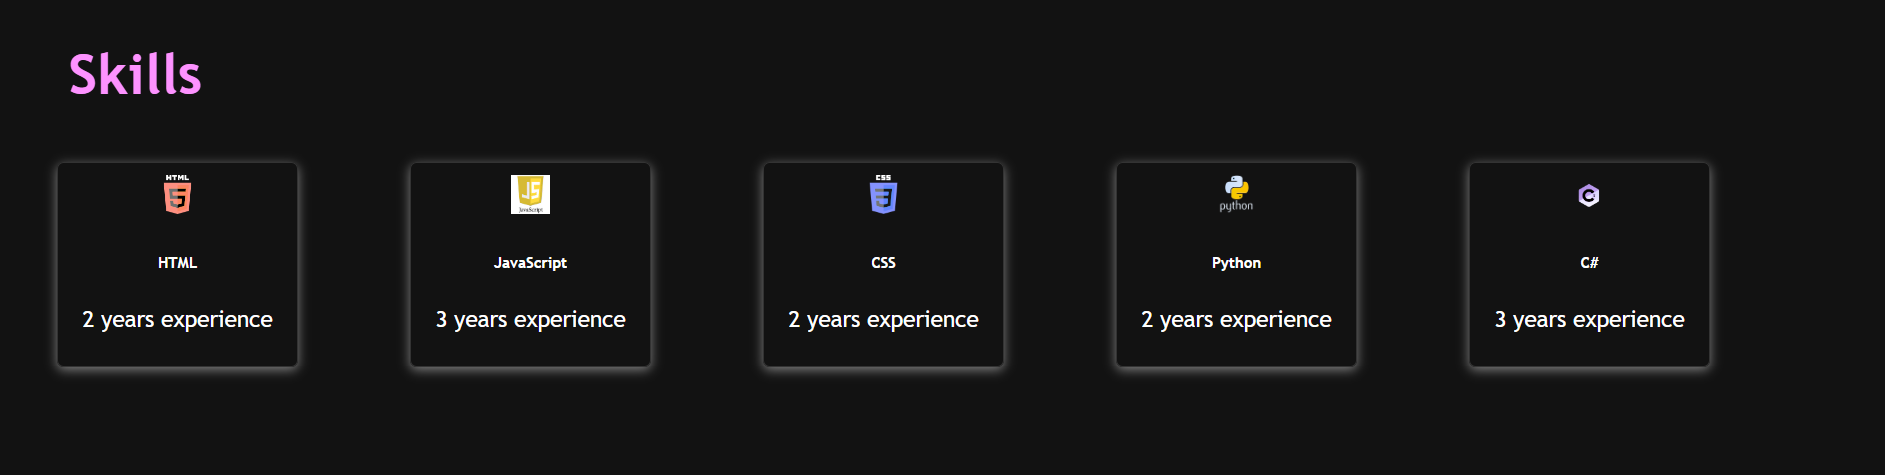 Skills
HTML
HTML
2 years experience
JS
JavaScript
JavaScript
3 years experience
CSS
3
CSS
2 years experience
python
Python
2 years experience
C
C#
3 years experience